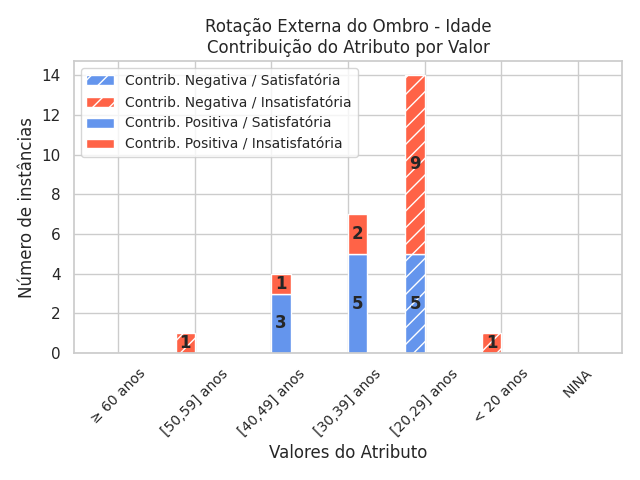 Rotação Externa do Ombro - Idade
Contribuição do Atributo por Valor
Contrib. Negativa / Satisfatória
Contrib. Negativa / Insatisfatória
Contrib. Positiva / Satisfatória
Contrib. Positiva / Insatisfatória
Número de instâncias
14
12
10
8
6
4
2
0
1
3
1
5
2
5
9
1
≥ 60 anos
[50,59] anos
[40,49] anos
[30,39] anos
[20,29] anos
< 20 anos
NINA
Valores do Atributo